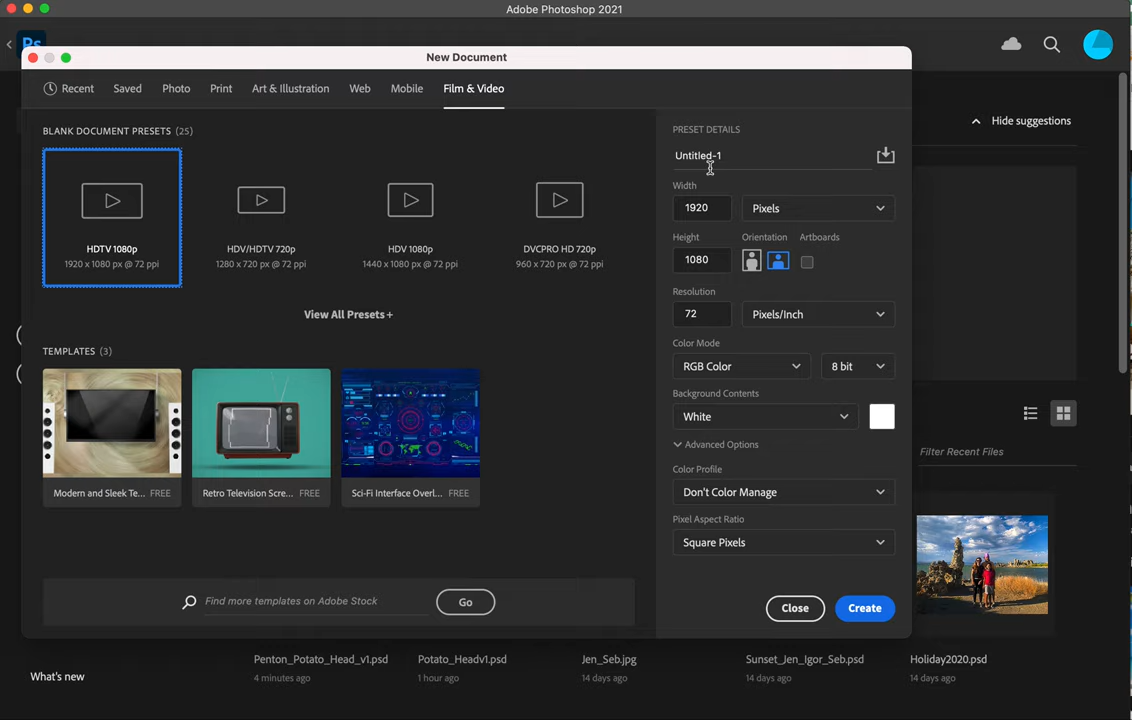 Adobe Photoshop 2021
Ps
New Document
Hide suggestions
Recent Saved Photo Print Art & Illustration Web Mobile Film & Video
BLANK DOCUMENT PRESETS (25)
HDTV 1080p
1920 x 1080 px @ 72 ppi
HDV/HDTV 720p
1280 x 720 px @ 72 ppi
HDV 1080p
1440 x 1080 px @ 72 ppi
DVCPRO HD 720p
960 x 720 px @ 72 ppi
View All Presets+
TEMPLATES (3)
Modern and Sleek Te... FREE
Retro Television Scre... FREE
Sci-Fi Interface Overl... FREE
Find more templates on Adobe Stock
Go
PRESET DETAILS
Untitled-1
Width
1920 Pixels
Height Orientation Artboards
1080
Resolution
72 Pixels/Inch
Color Mode
RGB Color 8 bit
Background Contents
White
Advanced Options
Color Profile
Don't Color Manage
Pixel Aspect Ratio
Square Pixels
Close Create
Filter Recent Files
What's new
Penton_Potato_Head_v1.psd
4 minutes ago
Potato_Headv1.psd
1 hour ago
Jen_Seb.jpg
14 days ago
Sunset_Jen_Igor_Seb.psd
14 days ago
Holiday2020.psd
14 days ago